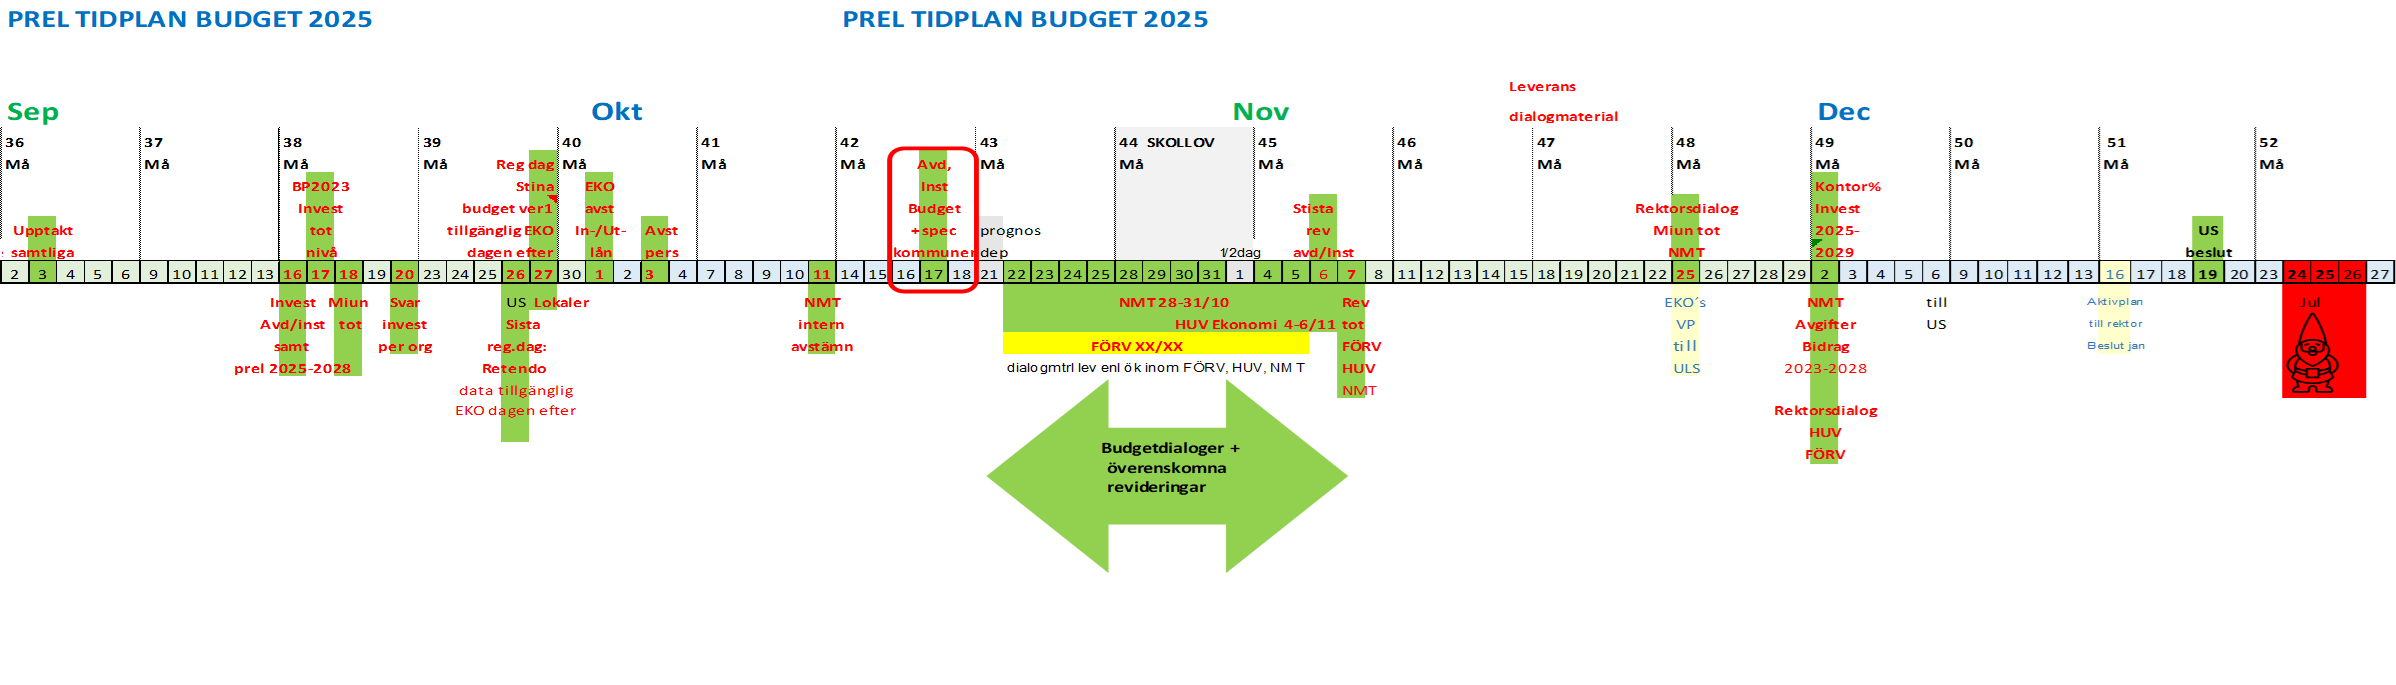 PREL TIDPLAN BUDGET 2025 PREL TIDPLAN BUDGET 2025
Leverans
dialogmaterial
Sep Okt Nov Dec
36 37 38 39 40 41 42 43 44 SKOLLOV 45 46 47 48 49 50 51 52
Må Må Må Må Må Må Må Må Må Må Må Må Må Må Må Må Må
Upptakt
samtliga
BP2023
Invest
tot
nivå
Reg dag
Stina
budget ver1
tillgänglig EKO
dagen efter
EKO
avst
In-/Ut-
lån
Avst
pers
Avd,
Inst
Budget
+spec
kommuner
prognos
dep
1/2dag
Stista
rev
avd/Inst
Rektorsdialog
Miun tot
NMT
Kontor%
Invest
2025-
2029
US
beslut
2 3 4 5 6 9 10 11 12 13 16 17 18 19 20 23 24 25 26 27 30 1 2 3 4 7 8 9 10 11 14 15 16 17 18 21 22 23 24 25 28 29 30 31 1 4 5 6 7 8 11 12 13 14 15 18 19 20 21 22 25 26 27 28 29 2 3 4 5 6 9 10 11 12 13 16 17 18 19 20 23 24 25 26 27
Invest
Avd/inst
samt
prel 2025-2028
Miun
tot
Svar
invest
per org
US Lokaler
Sista
reg.dag:
Retendo
data tillgänglig
EKO dagen efter
NMT
intern
avstämn
NMT 28-31/10
HUV Ekonomi 4-6/11
FÖRV XX/XX
dialogmtrl lev enl ök inom FÖRV, HUV, NMT
Rev
tot
FÖRV
HUV
NMT
EKO´s
VP
till
ULS
NMT
Avgifter
Bidrag
2023-2028
Rektorsdialog
HUV
FÖRV
till
US
Aktivplan
till rektor
Beslut jan
Jul
Budgetdialoger +
överenskomna
revideringar